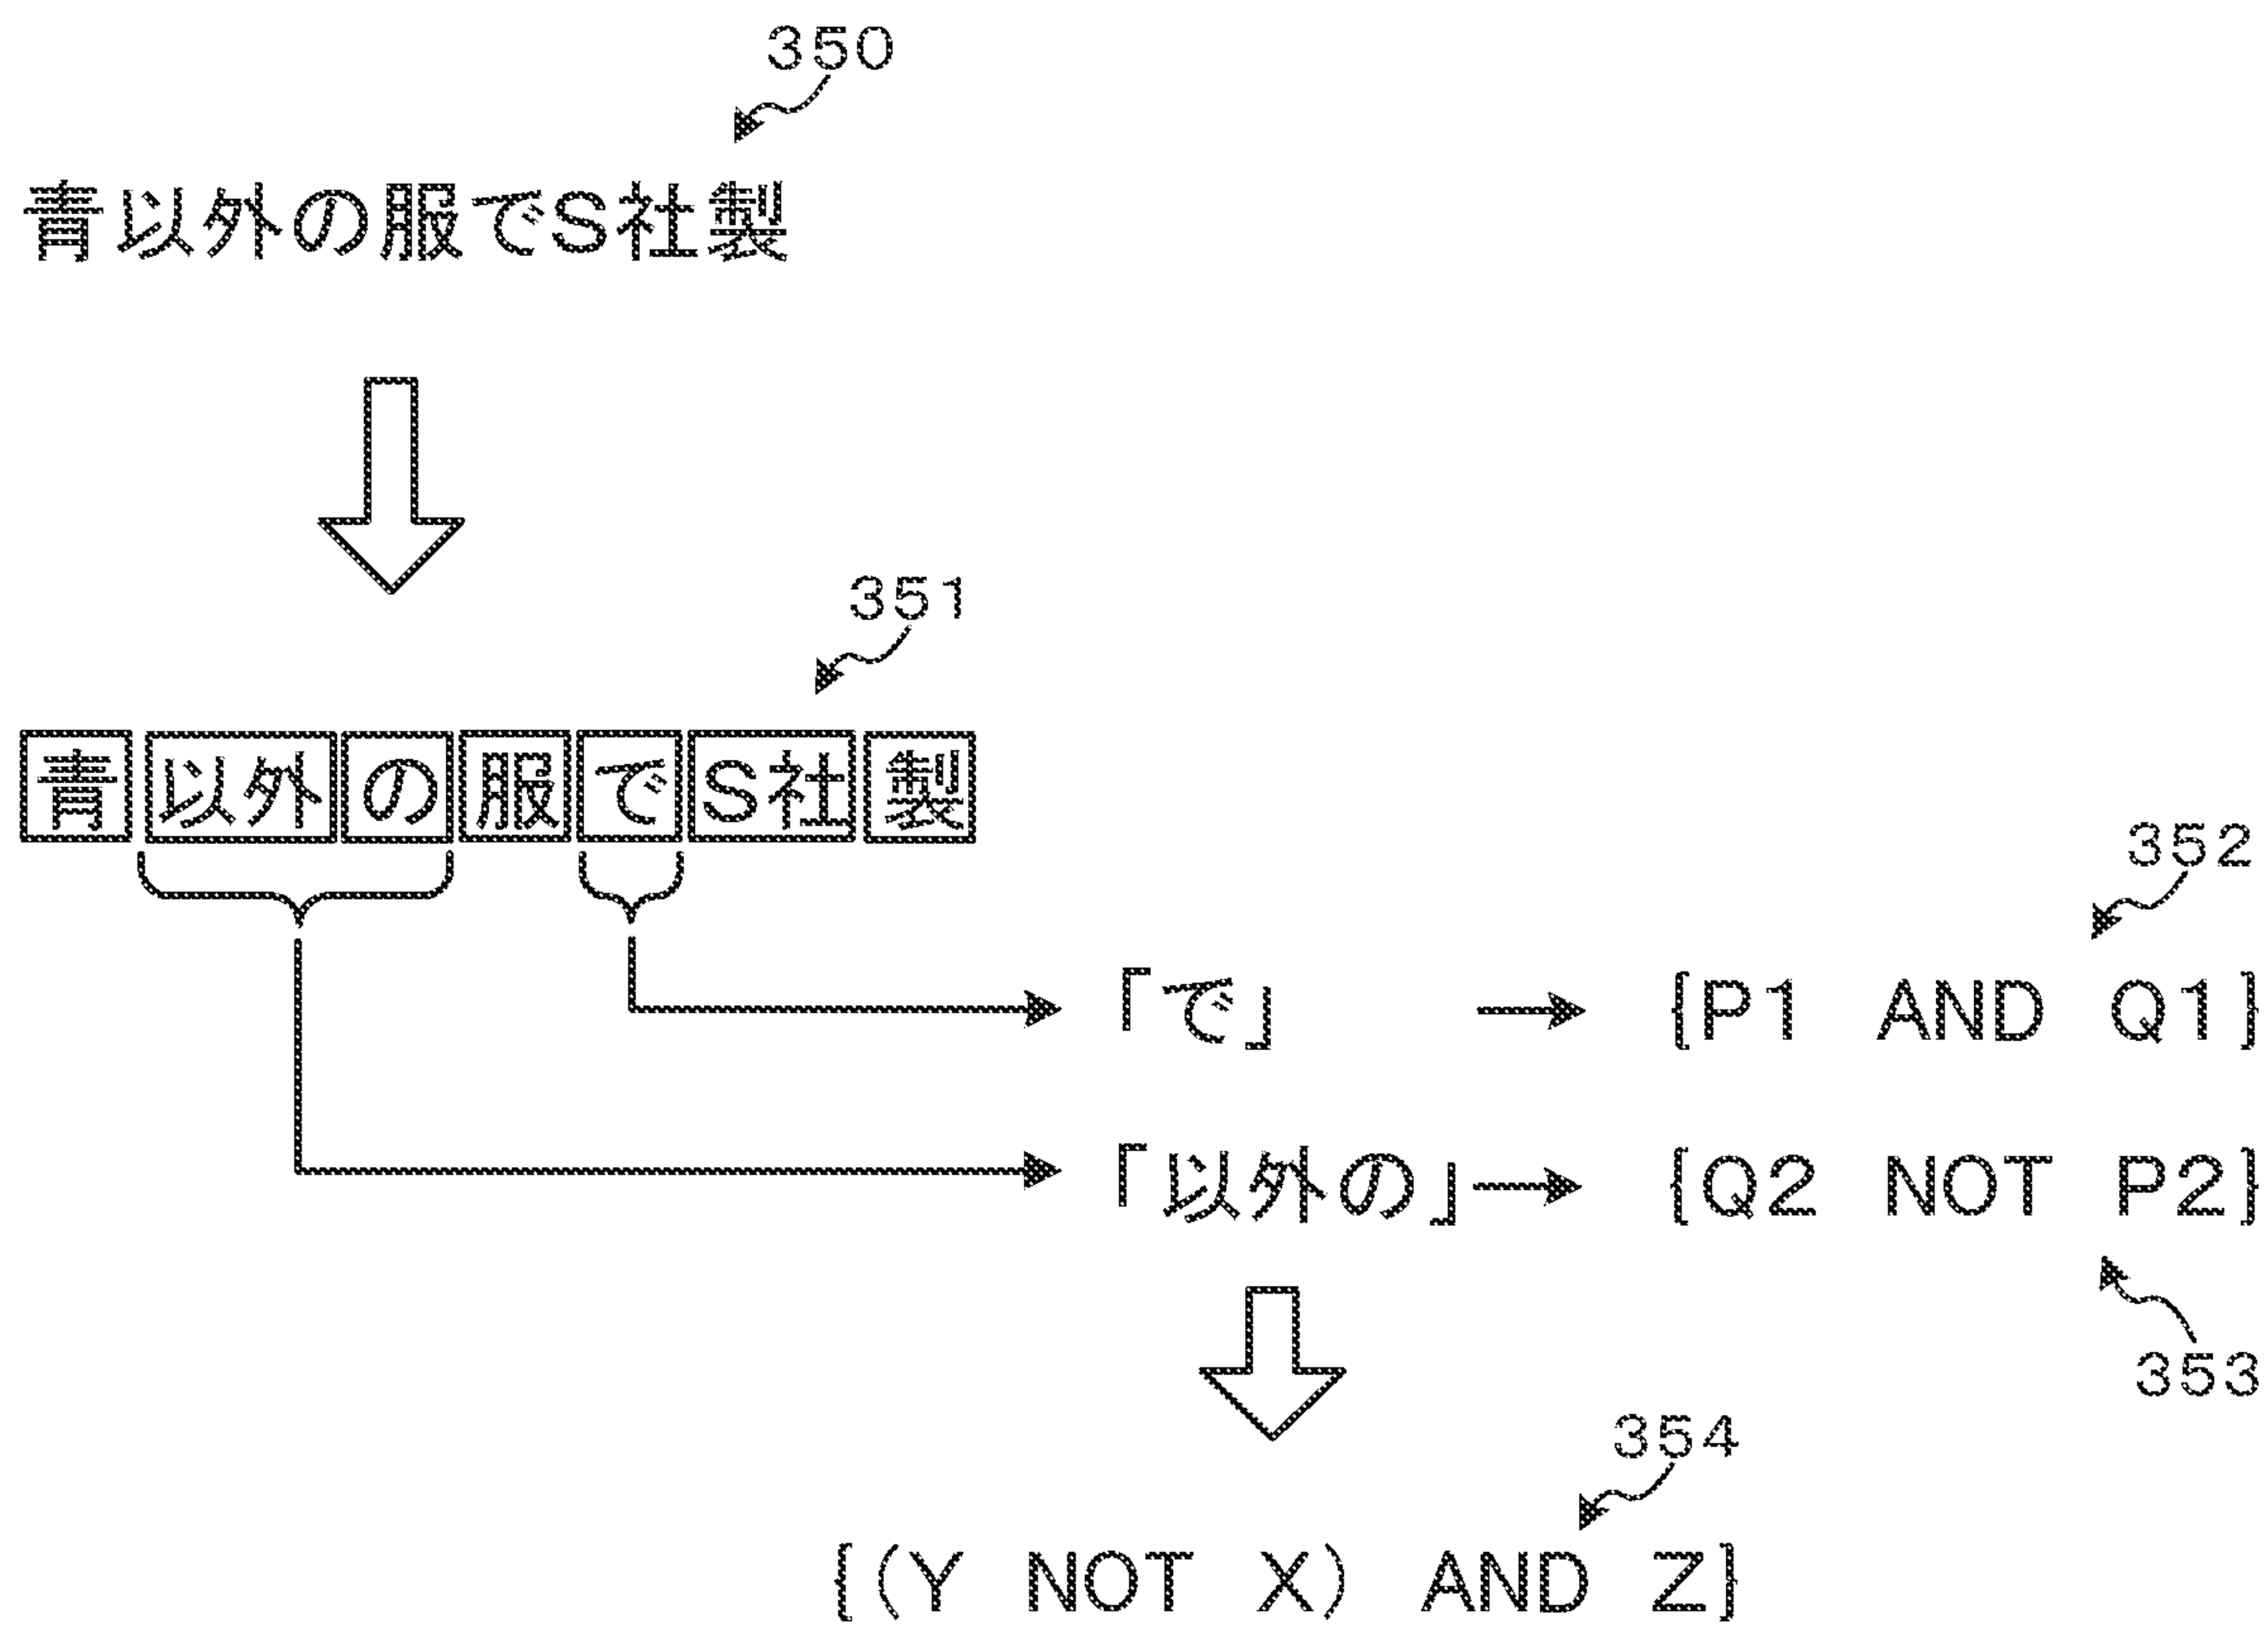 350
青以外の服でS社製
351
青 以外 の 服 で S社 製
352
「で」 → {P1 AND Q1}
「以外の」 → {Q2 NOT P2}
353
354
{(Y NOT X) AND Z}